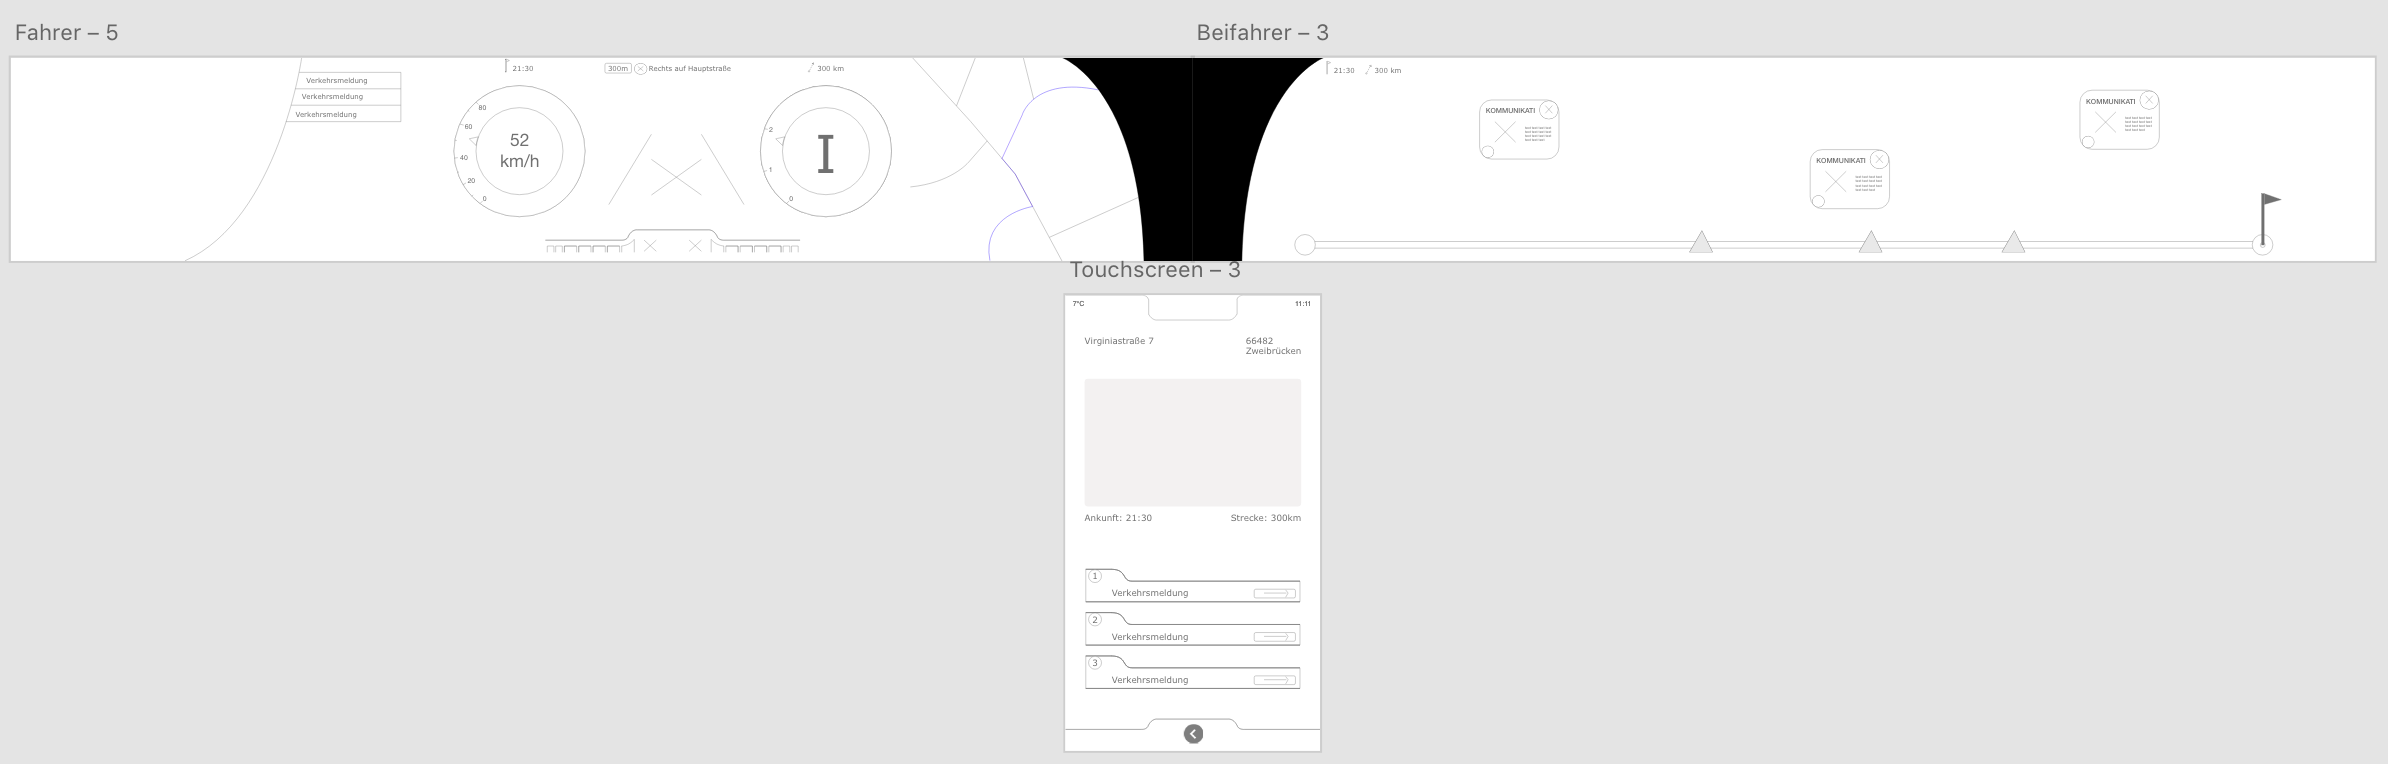 Fahrer – 5
Beifahrer – 3
Verkehrsmeldung
Verkehrsmeldung
Verkehrsmeldung
21:30
300m
Rechts auf Hauptstraße
300 km
80
60
40
20
0
52
km/h
2
1
0
I
21:30
300 km
KOMMUNIKATI
KOMMUNIKATI
KOMMUNIKATI
Touchscreen – 3
7°C
11:11
Virginiastraße 7
66482
Zweibrücken
Ankunft: 21:30
Strecke: 300km
1
Verkehrsmeldung
2
Verkehrsmeldung
3
Verkehrsmeldung